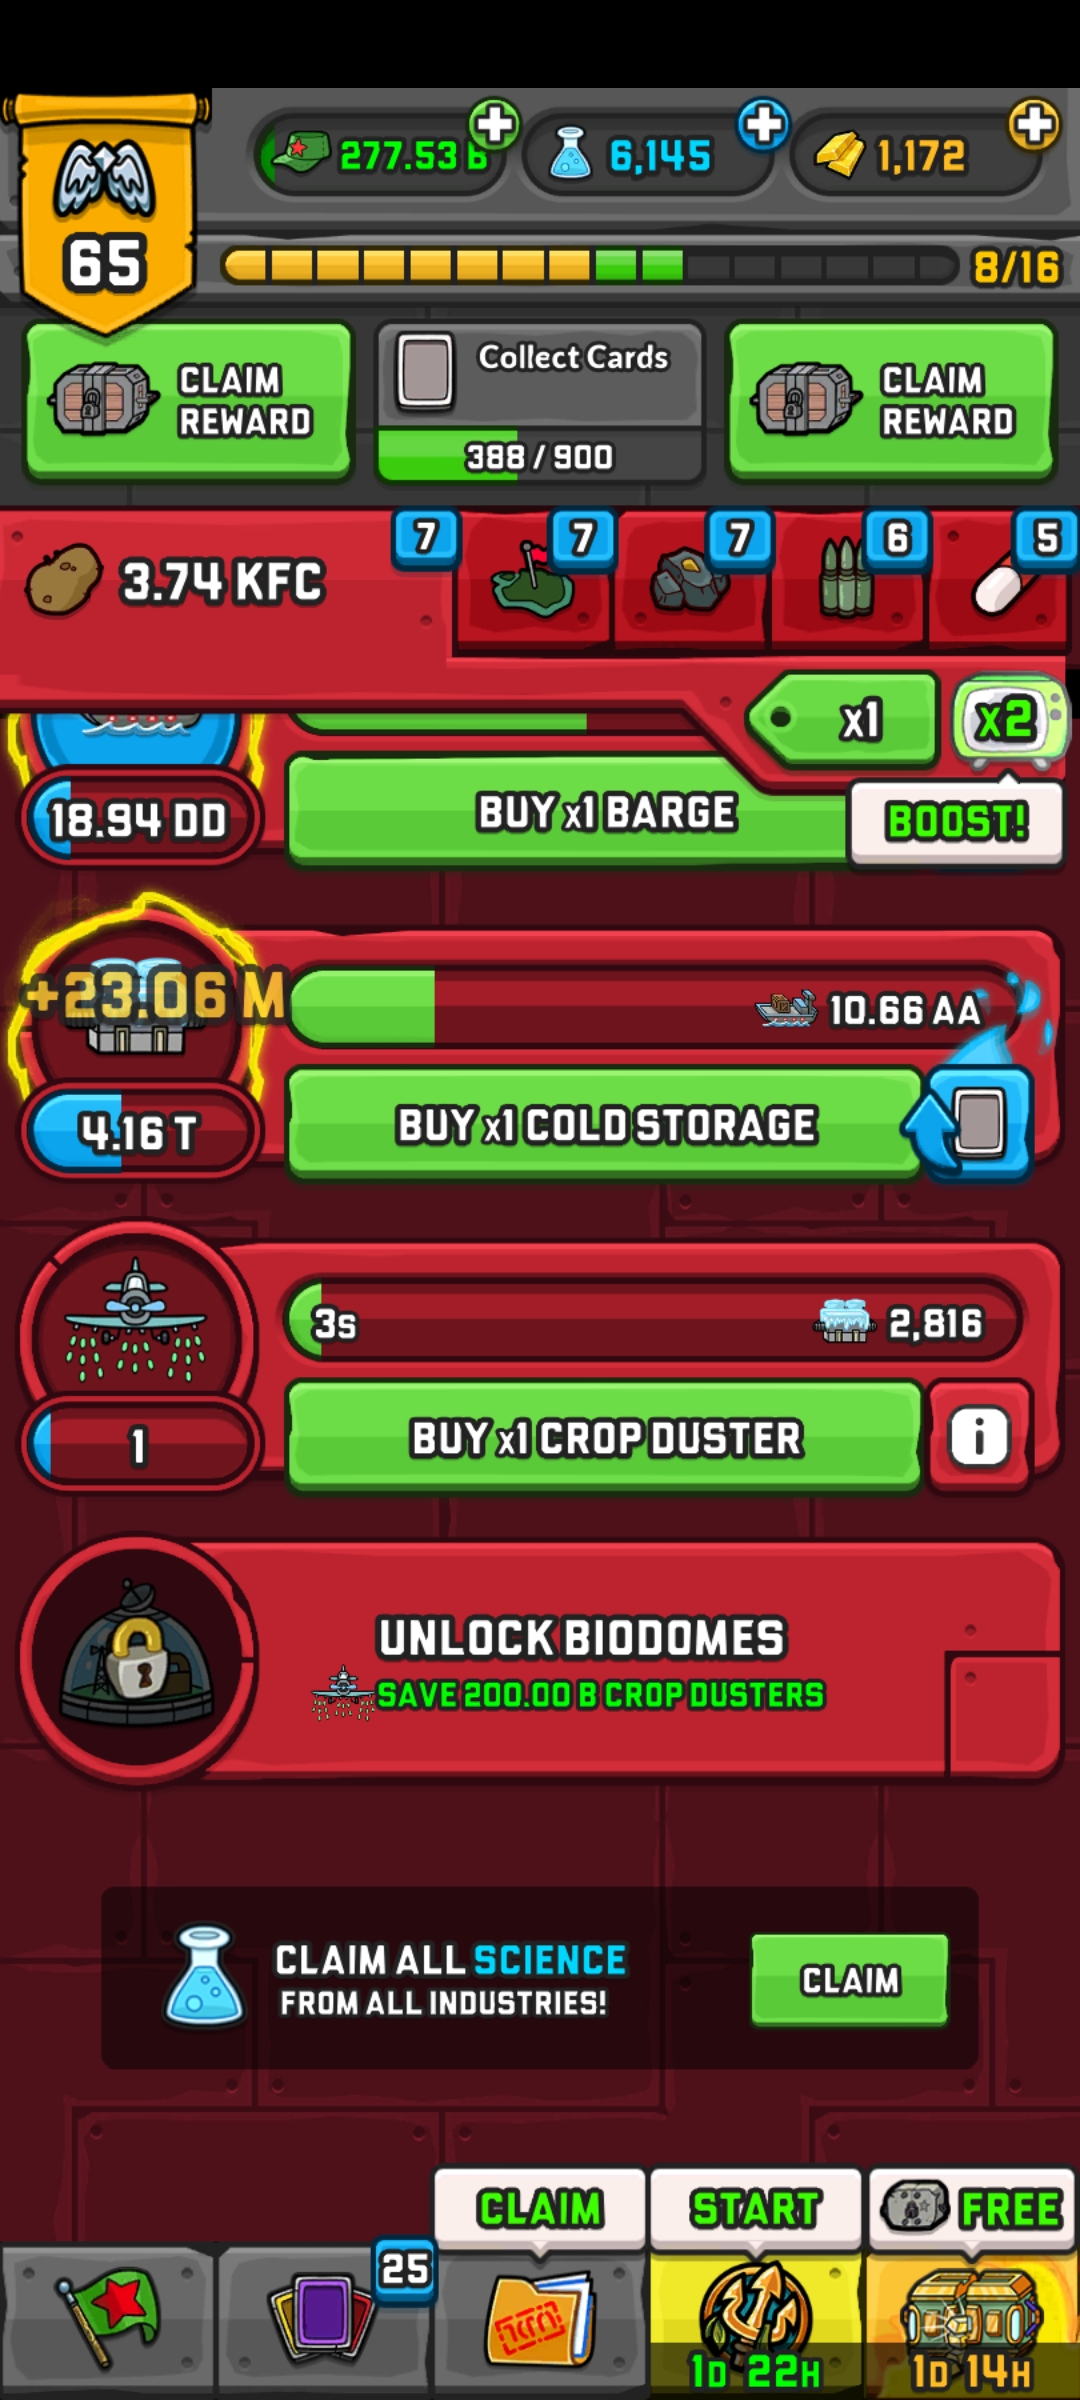 277.53 B
6,145
1,172
65
8/16
CLAIM
REWARD
Collect Cards
388 / 900
CLAIM
REWARD
3.74 KFC
7
7
7
6
5
x1
x2
18.94 DD
BUY x1 BARGE
BOOST!
+23.06 M
10.66 AA
4.16 T
BUY x1 COLD STORAGE
3s
2,816
1
BUY x1 CROP DUSTER
i
UNLOCK BIODOMES
SAVE 200.00 B CROP DUSTERS
CLAIM ALL SCIENCE
FROM ALL INDUSTRIES!
CLAIM
CLAIM
START
FREE
25
1D 22H
1D 14H